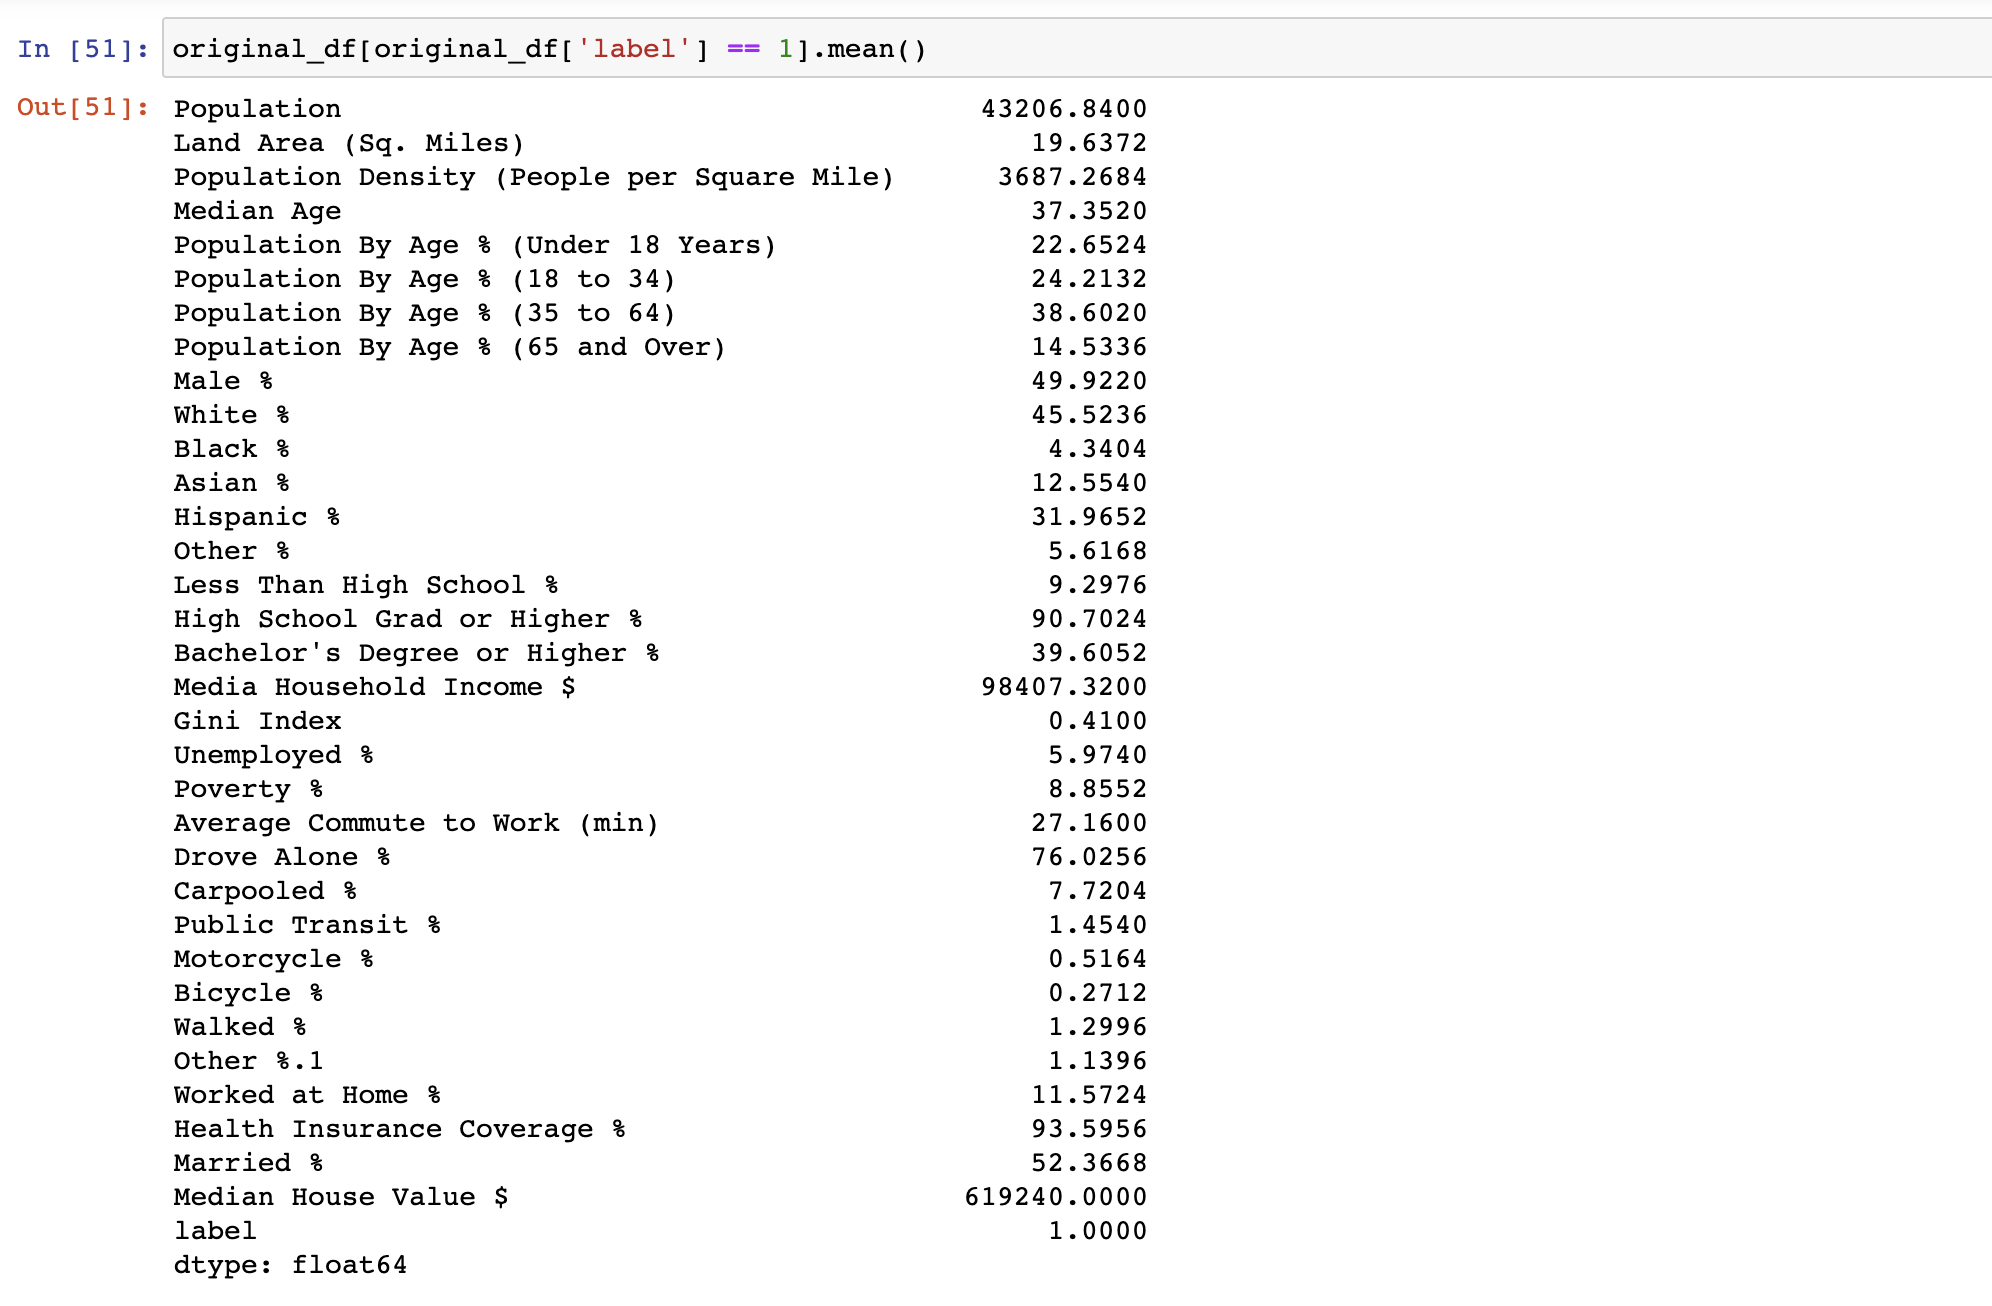 In [51]: original_df[original_df['label'] == 1].mean()
Out[51]: Population 43206.8400
Land Area (Sq. Miles) 19.6372
Population Density (People per Square Mile) 3687.2684
Median Age 37.3520
Population By Age % (Under 18 Years) 22.6524
Population By Age % (18 to 34) 24.2132
Population By Age % (35 to 64) 38.6020
Population By Age % (65 and Over) 14.5336
Male % 49.9220
White % 45.5236
Black % 4.3404
Asian % 12.5540
Hispanic % 31.9652
Other % 5.6168
Less Than High School % 9.2976
High School Grad or Higher % 90.7024
Bachelor's Degree or Higher % 39.6052
Media Household Income $ 98407.3200
Gini Index 0.4100
Unemployed % 5.9740
Poverty % 8.8552
Average Commute to Work (min) 27.1600
Drove Alone % 76.0256
Carpooled % 7.7204
Public Transit % 1.4540
Motorcycle % 0.5164
Bicycle % 0.2712
Walked % 1.2996
Other %.1 1.1396
Worked at Home % 11.5724
Health Insurance Coverage % 93.5956
Married % 52.3668
Median House Value $ 619240.0000
label 1.0000
dtype: float64